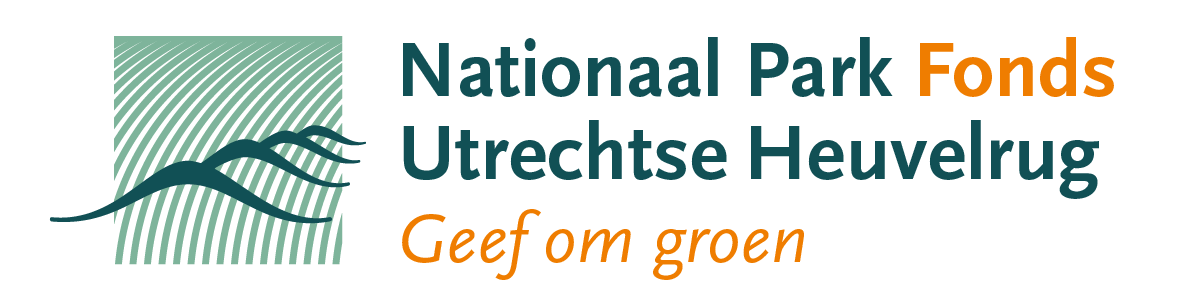 Nationaal Park Fonds
Utrechtse Heuvelrug
Geef om groen